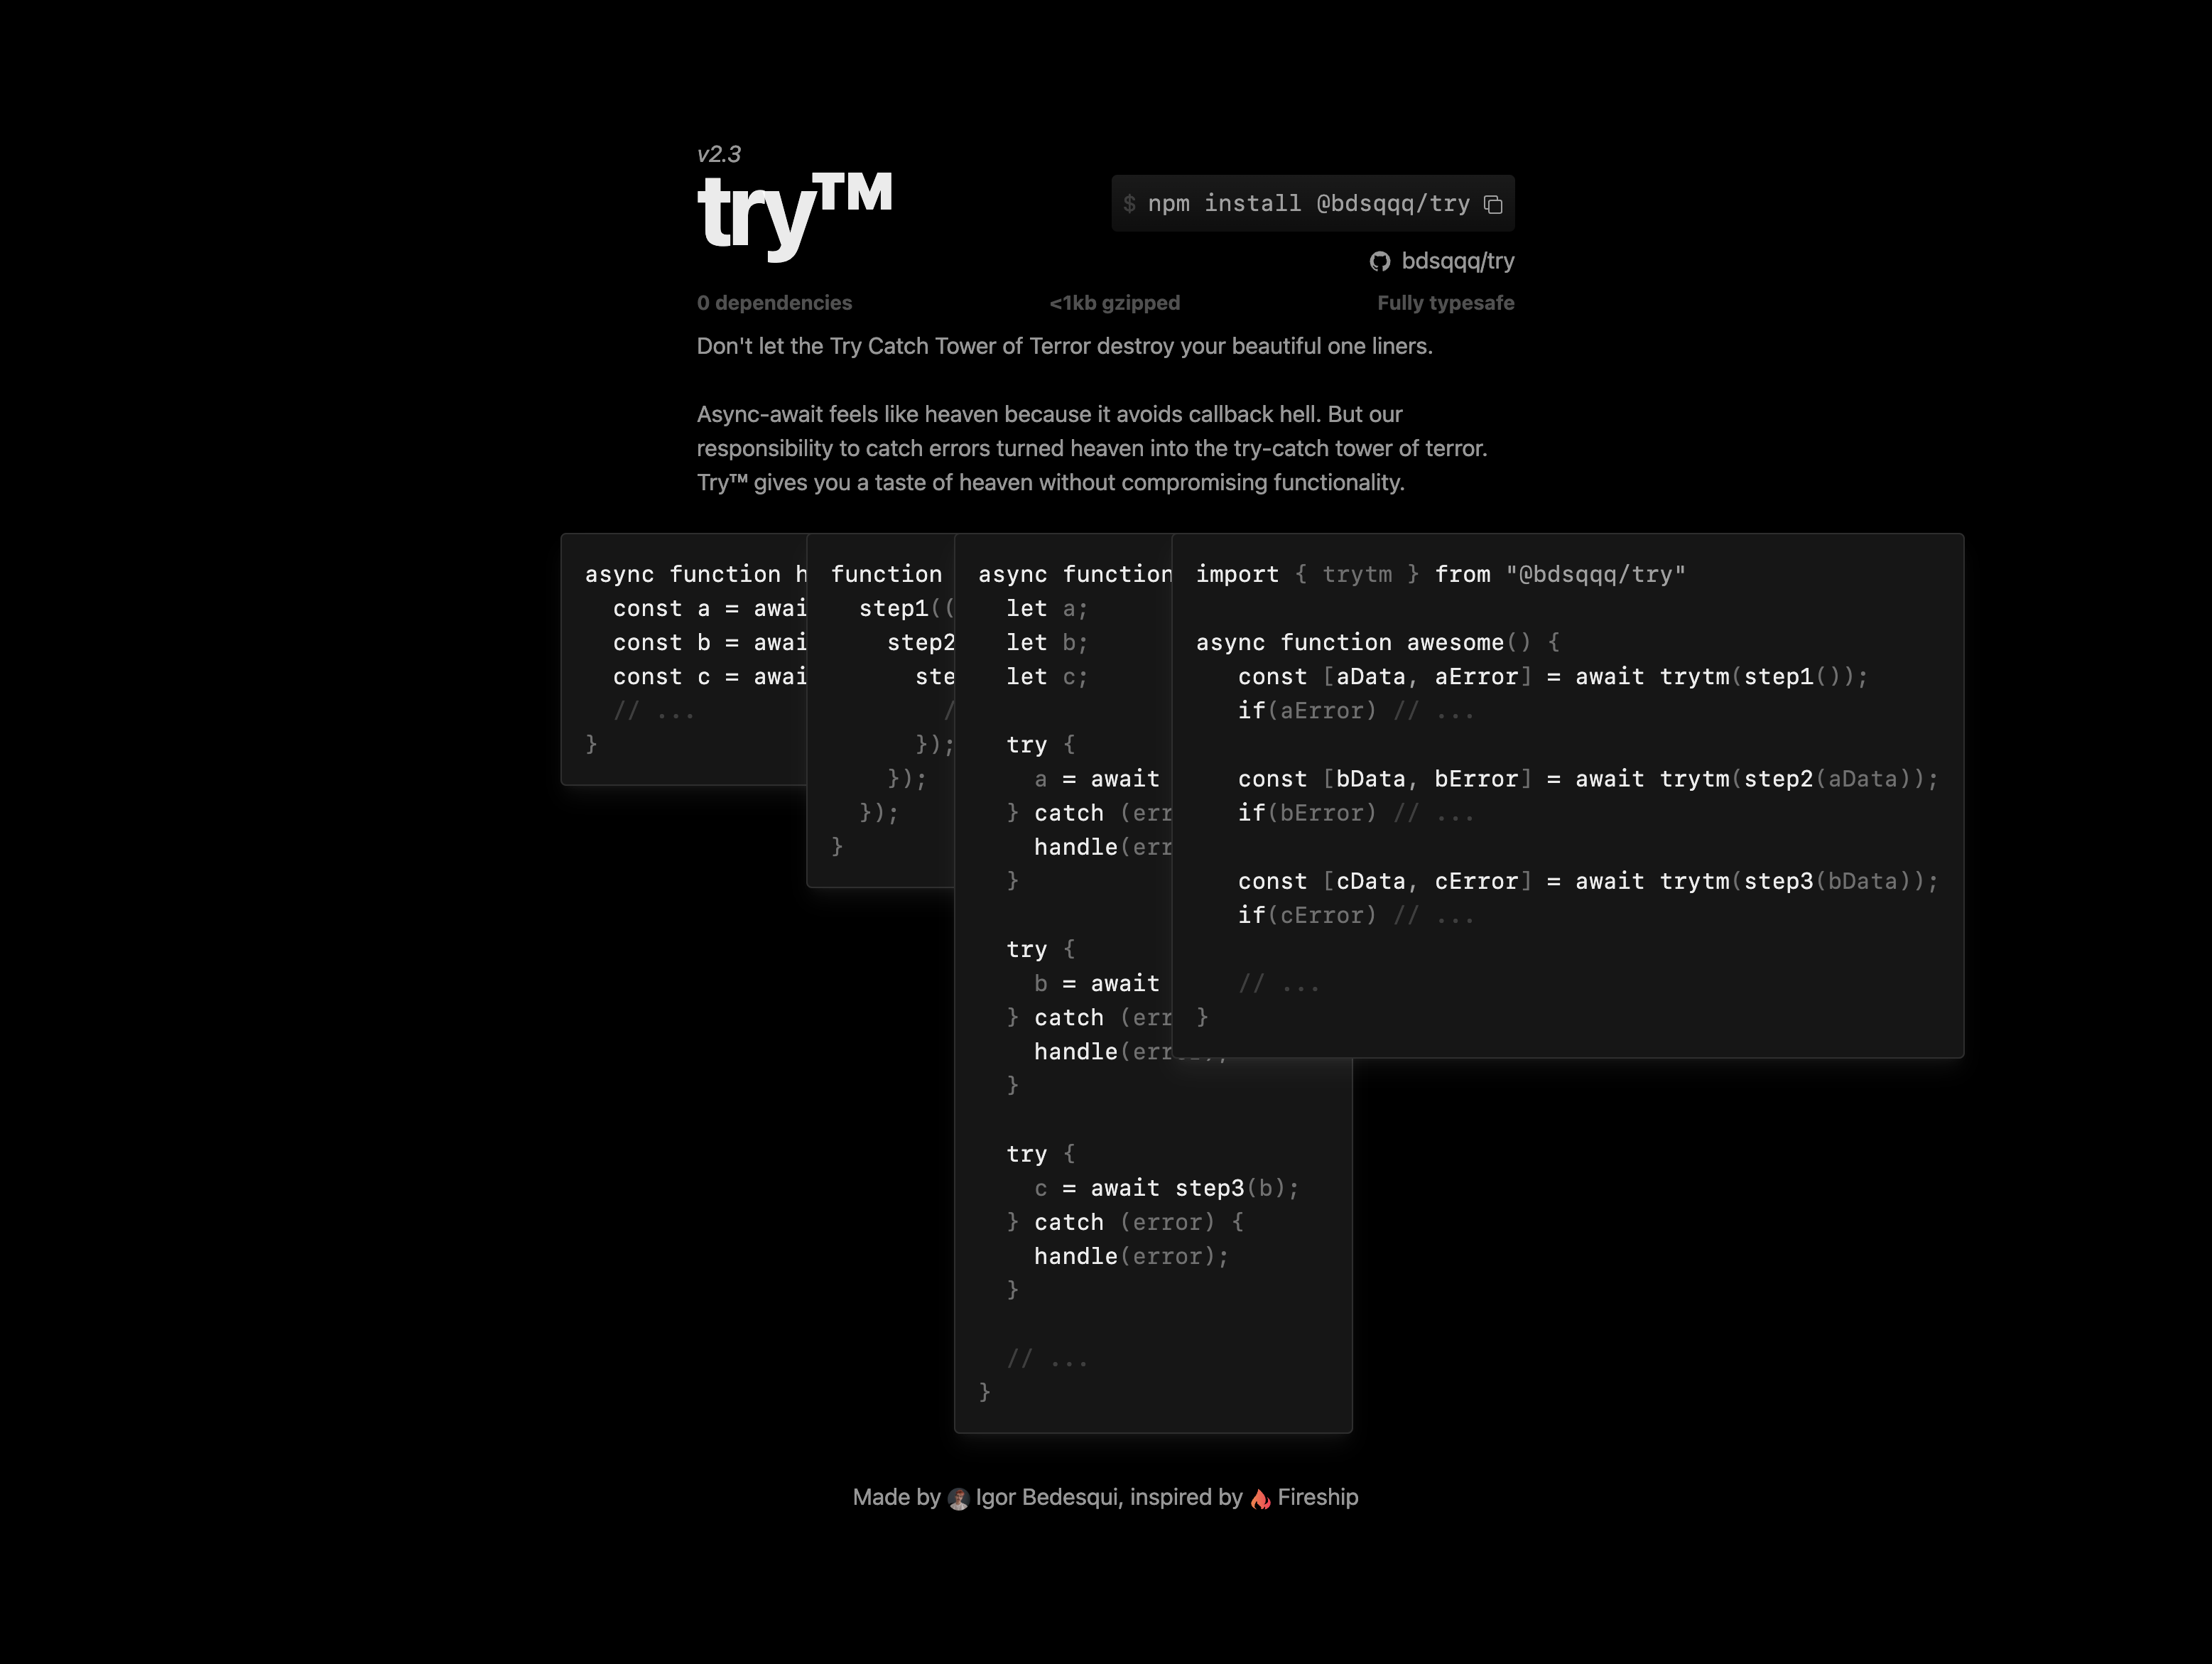 v2.3
try™
$ npm install @bdsqqq/try
bdsqqq/try
0 dependencies
<1kb gzipped
Fully typesafe
Don't let the Try Catch Tower of Terror destroy your beautiful one liners.
Async-await feels like heaven because it avoids callback hell. But our
responsibility to catch errors turned heaven into the try-catch tower of terror.
Try™ gives you a taste of heaven without compromising functionality.
async function h
const a = awai
const b = awai
const c = awai
// ...
}
function
step1((
step2
ste
/
});
});
});
}
async function
let a;
let b;
let c;
try {
a = await
} catch (err
handle(err
}
try {
b = await
} catch (err
handle(err
}
try {
c = await step3(b);
} catch (error) {
handle(error);
}
// ...
}
import { trytm } from "@bdsqqq/try"
async function awesome() {
const [aData, aError] = await trytm(step1());
if(aError) // ...
const [bData, bError] = await trytm(step2(aData));
if(bError) // ...
const [cData, cError] = await trytm(step3(bData));
if(cError) // ...
// ...
}
Made by Igor Bedesqui, inspired by Fireship